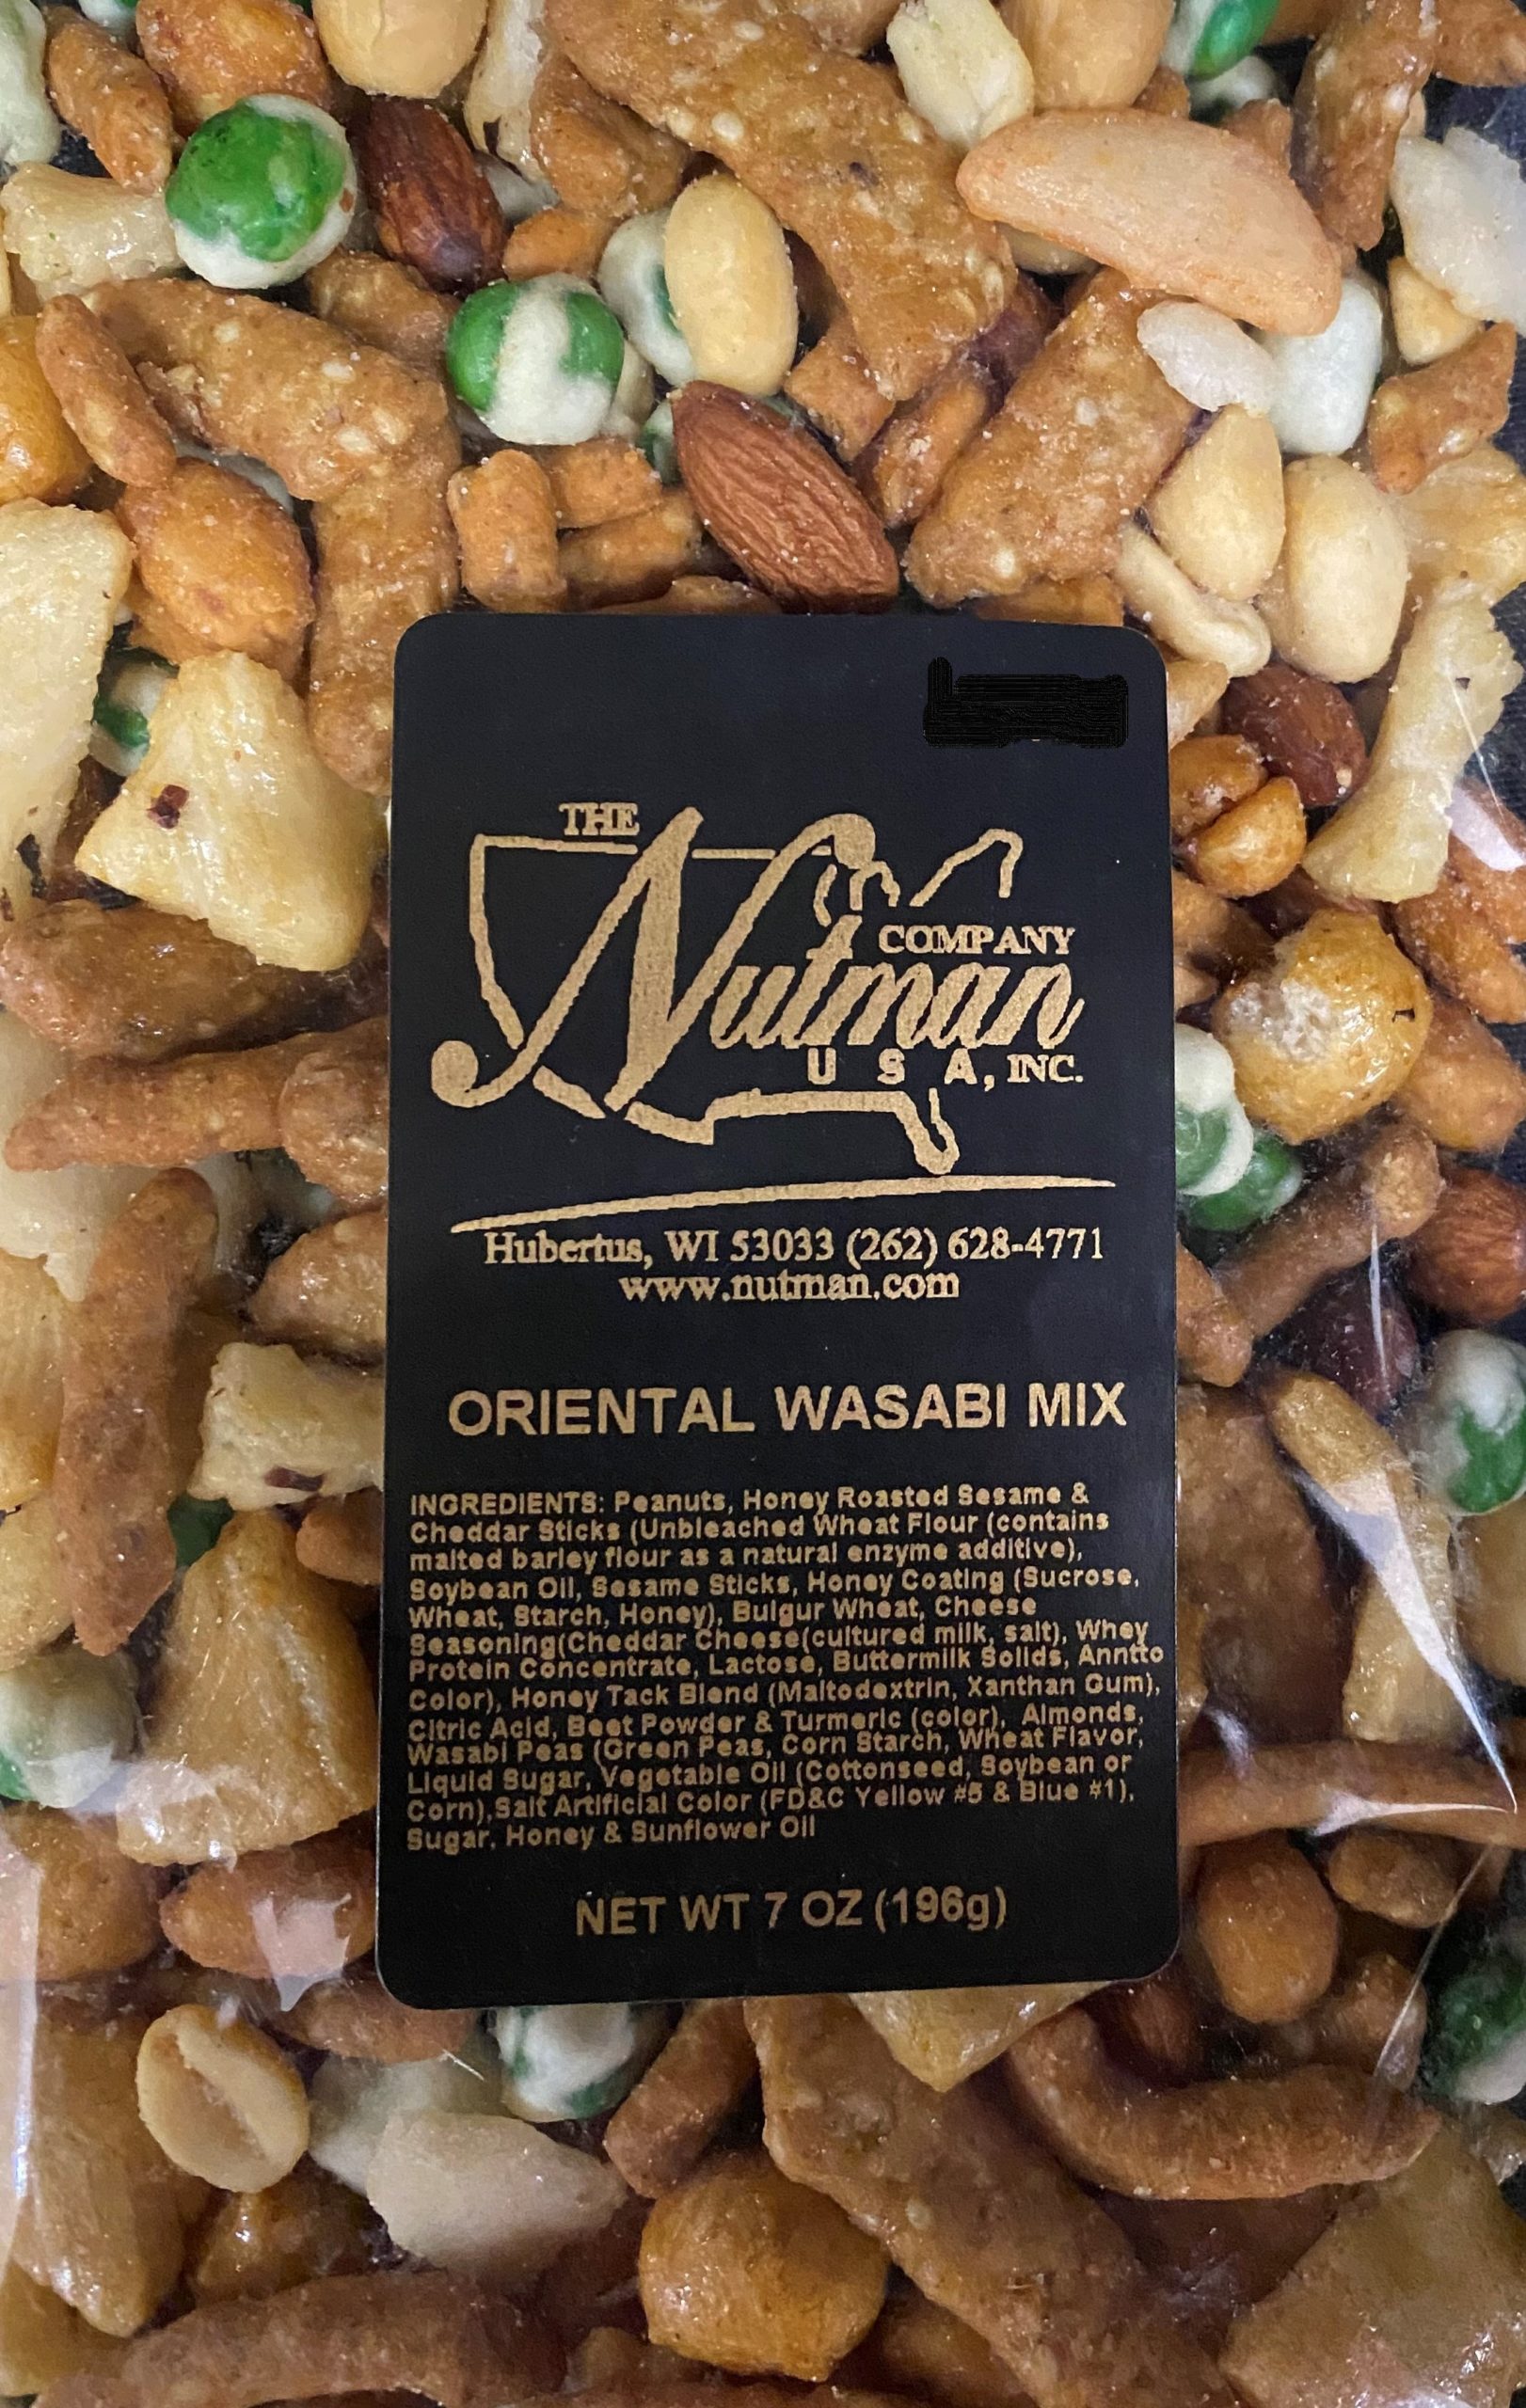 THE
Nutman
COMPANY
U S A, INC.
Hubertus, WI 53033 (262) 628-4771
www.nutman.com
ORIENTAL WASABI MIX
INGREDIENTS: Peanuts, Honey Roasted Sesame &
Cheddar Sticks (Unbleached Wheat Flour (contains
malted barley flour as a natural enzyme additive),
Soybean Oil, Sesame Sticks, Honey Coating (Sucrose,
Wheat, Starch, Honey), Bulgur Wheat, Cheese
Seasoning(Cheddar Cheese(cultured milk, salt), Whey
Protein Concentrate, Lactose, Buttermilk Solids, Anntto
Color), Honey Tack Blend (Maltodextrin, Xanthan Gum),
Citric Acid, Beet Powder & Turmeric (color), Almonds,
Wasabi Peas (Green Peas, Corn Starch, Wheat Flavor,
Liquid Sugar, Vegetable Oil (Cottonseed, Soybean or
Corn),Salt Artificial Color (FD&C Yellow #5 & Blue #1),
Sugar, Honey & Sunflower Oil
NET WT 7 OZ (196g)